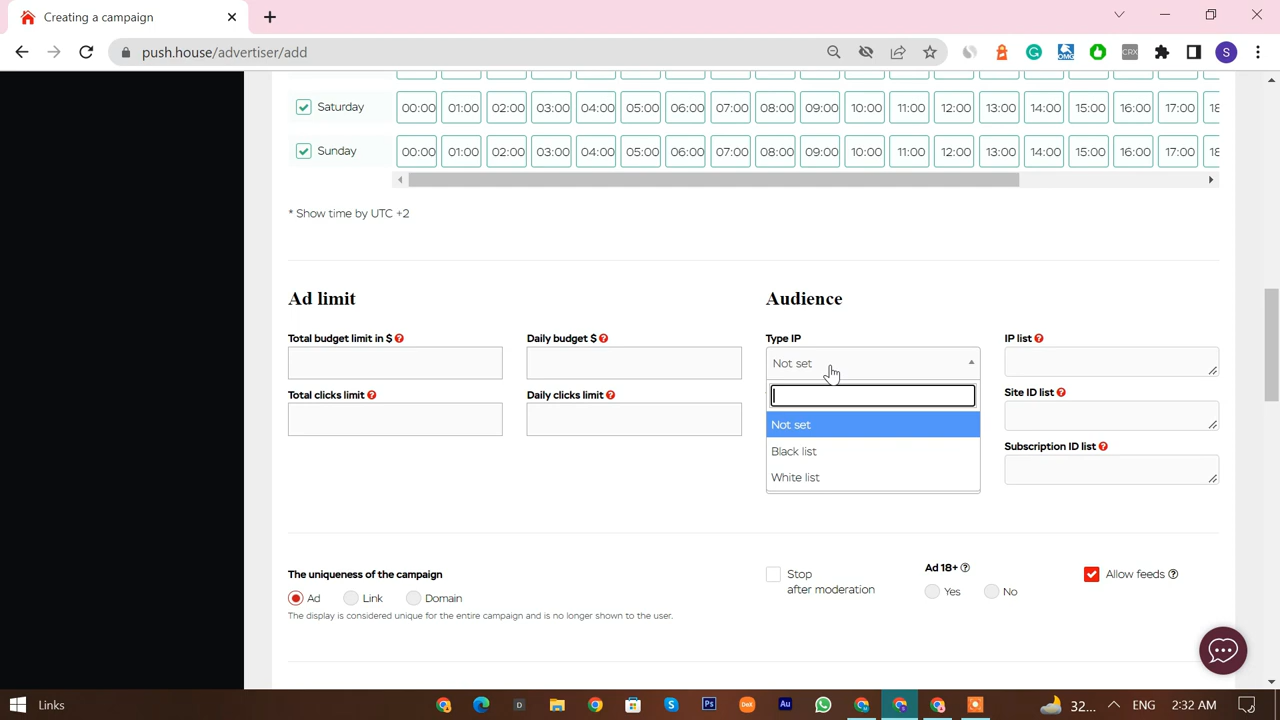 Creating a campaign
push.house/advertiser/add
Saturday 00:00 01:00 02:00 03:00 04:00 05:00 06:00 07:00 08:00 09:00 10:00 11:00 12:00 13:00 14:00 15:00 16:00 17:00 18
Sunday 00:00 01:00 02:00 03:00 04:00 05:00 06:00 07:00 08:00 09:00 10:00 11:00 12:00 13:00 14:00 15:00 16:00 17:00 18
* Show time by UTC +2
Ad limit
Audience
Total budget limit in $ ?
Daily budget $ ?
Type IP
IP list ?
Not set
Total clicks limit ?
Daily clicks limit ?
Site ID list ?
Not set
Black list
Subscription ID list ?
White list
The uniqueness of the campaign
Ad Link Domain
The display is considered unique for the entire campaign and is no longer shown to the user.
Stop
after moderation
Ad 18+ ?
Yes No
Allow feeds ?
Links
32...
ENG
2:32 AM
S
CRX
OMG
G
D
S
Ps
DeX
Au